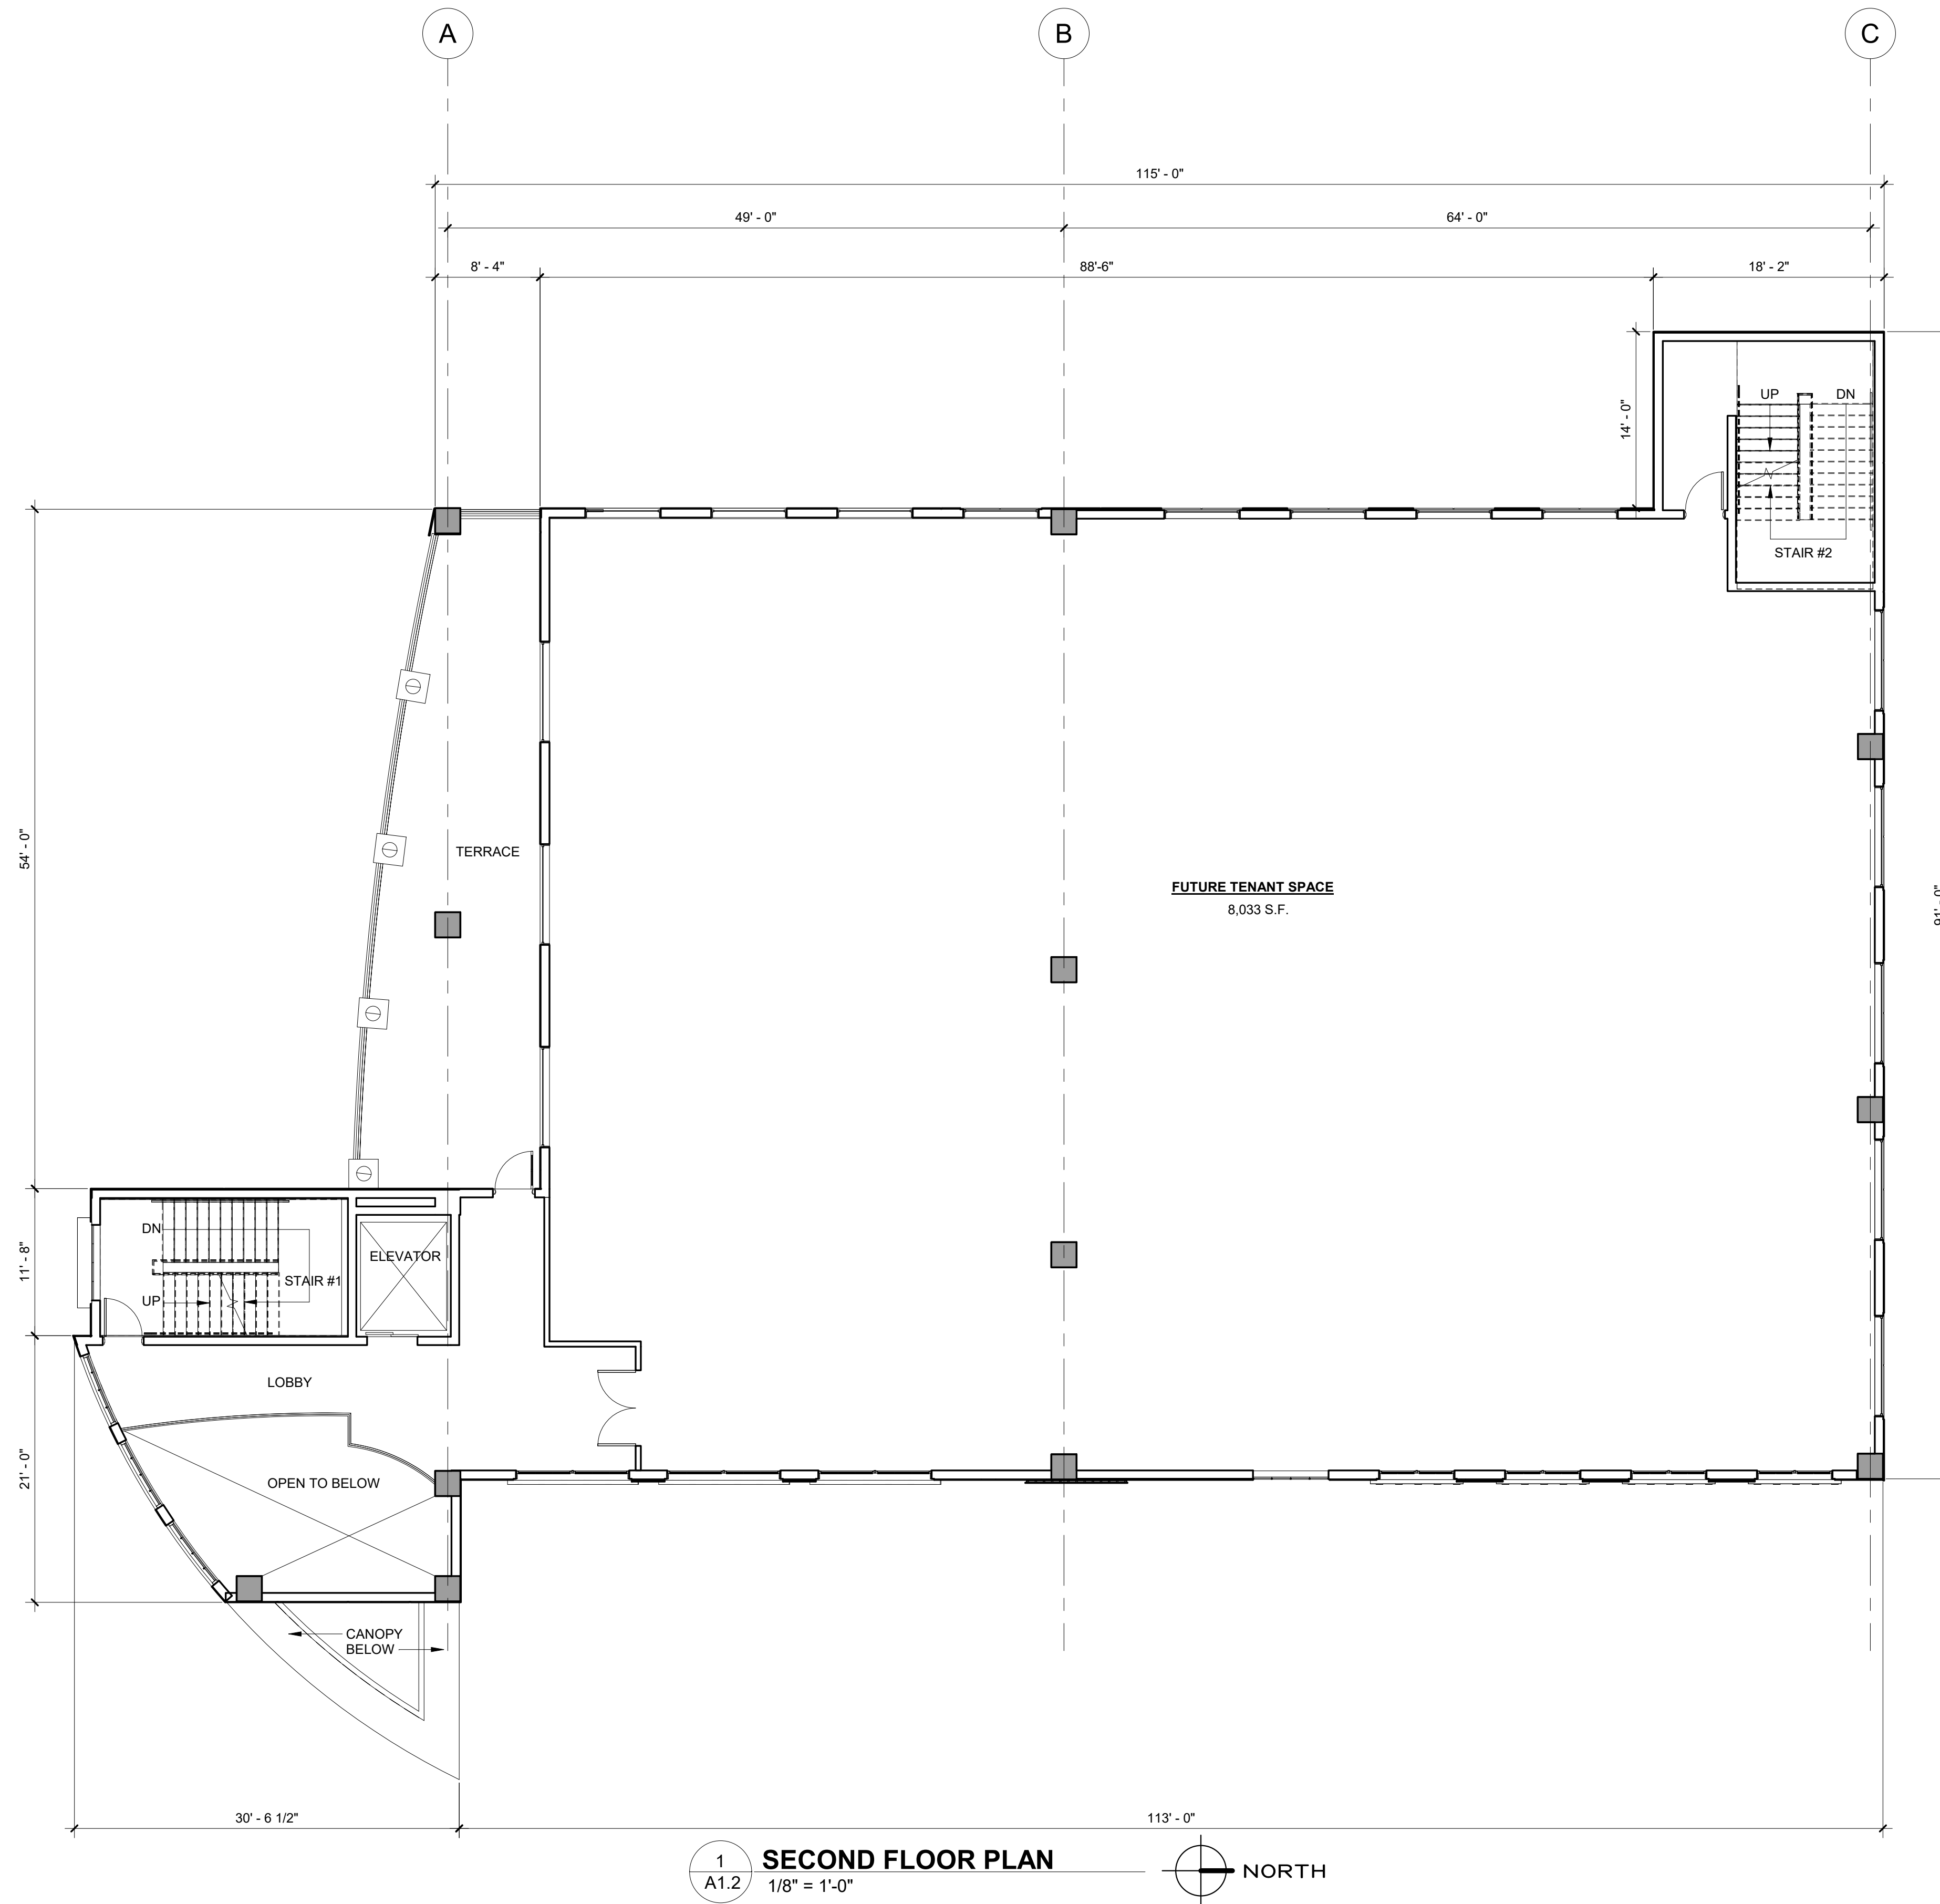 A
B
C
115' - 0"
49' - 0"
64' - 0"
8' - 4"
88'-6"
18' - 2"
14' - 0"
UP
DN
STAIR #2
54' - 0"
TERRACE
FUTURE TENANT SPACE
8,033 S.F.
91' - 0"
11' - 8"
DN
ELEVATOR
STAIR #1
UP
LOBBY
21' - 0"
OPEN TO BELOW
CANOPY
BELOW
30' - 6 1/2"
113' - 0"
1
A1.2
SECOND FLOOR PLAN
1/8" = 1'-0"
NORTH